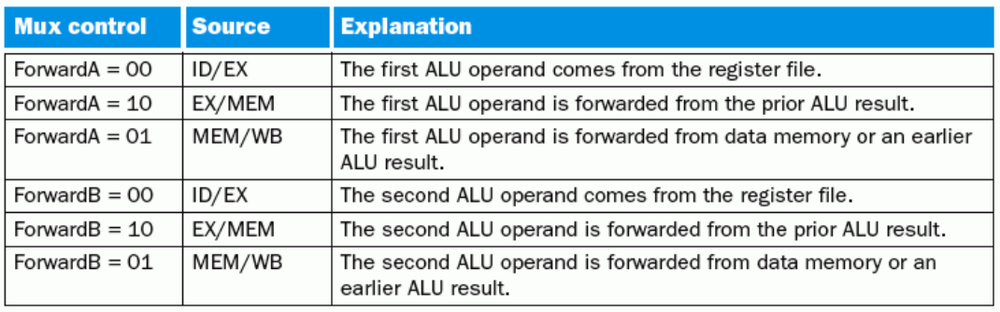 Mux control Source Explanation
ForwardA = 00 ID/EX The first ALU operand comes from the register file.
ForwardA = 10 EX/MEM The first ALU operand is forwarded from the prior ALU result.
ForwardA = 01 MEM/WB The first ALU operand is forwarded from data memory or an earlier
ALU result.
ForwardB = 00 ID/EX The second ALU operand comes from the register file.
ForwardB = 10 EX/MEM The second ALU operand is forwarded from the prior ALU result.
ForwardB = 01 MEM/WB The second ALU operand is forwarded from data memory or an
earlier ALU result.